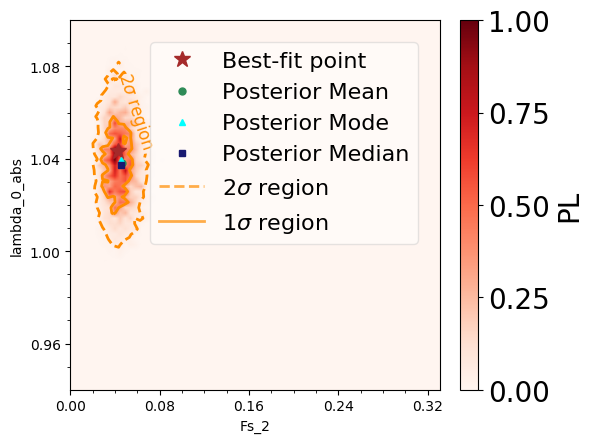 1.08
1.04
1.00
0.96
lambda_0_abs
0.00
0.08
0.16
0.24
0.32
Fs_2
2σ region
Best-fit point
Posterior Mean
Posterior Mode
Posterior Median
2σ region
1σ region
1.00
0.75
0.50
0.25
0.00
PL